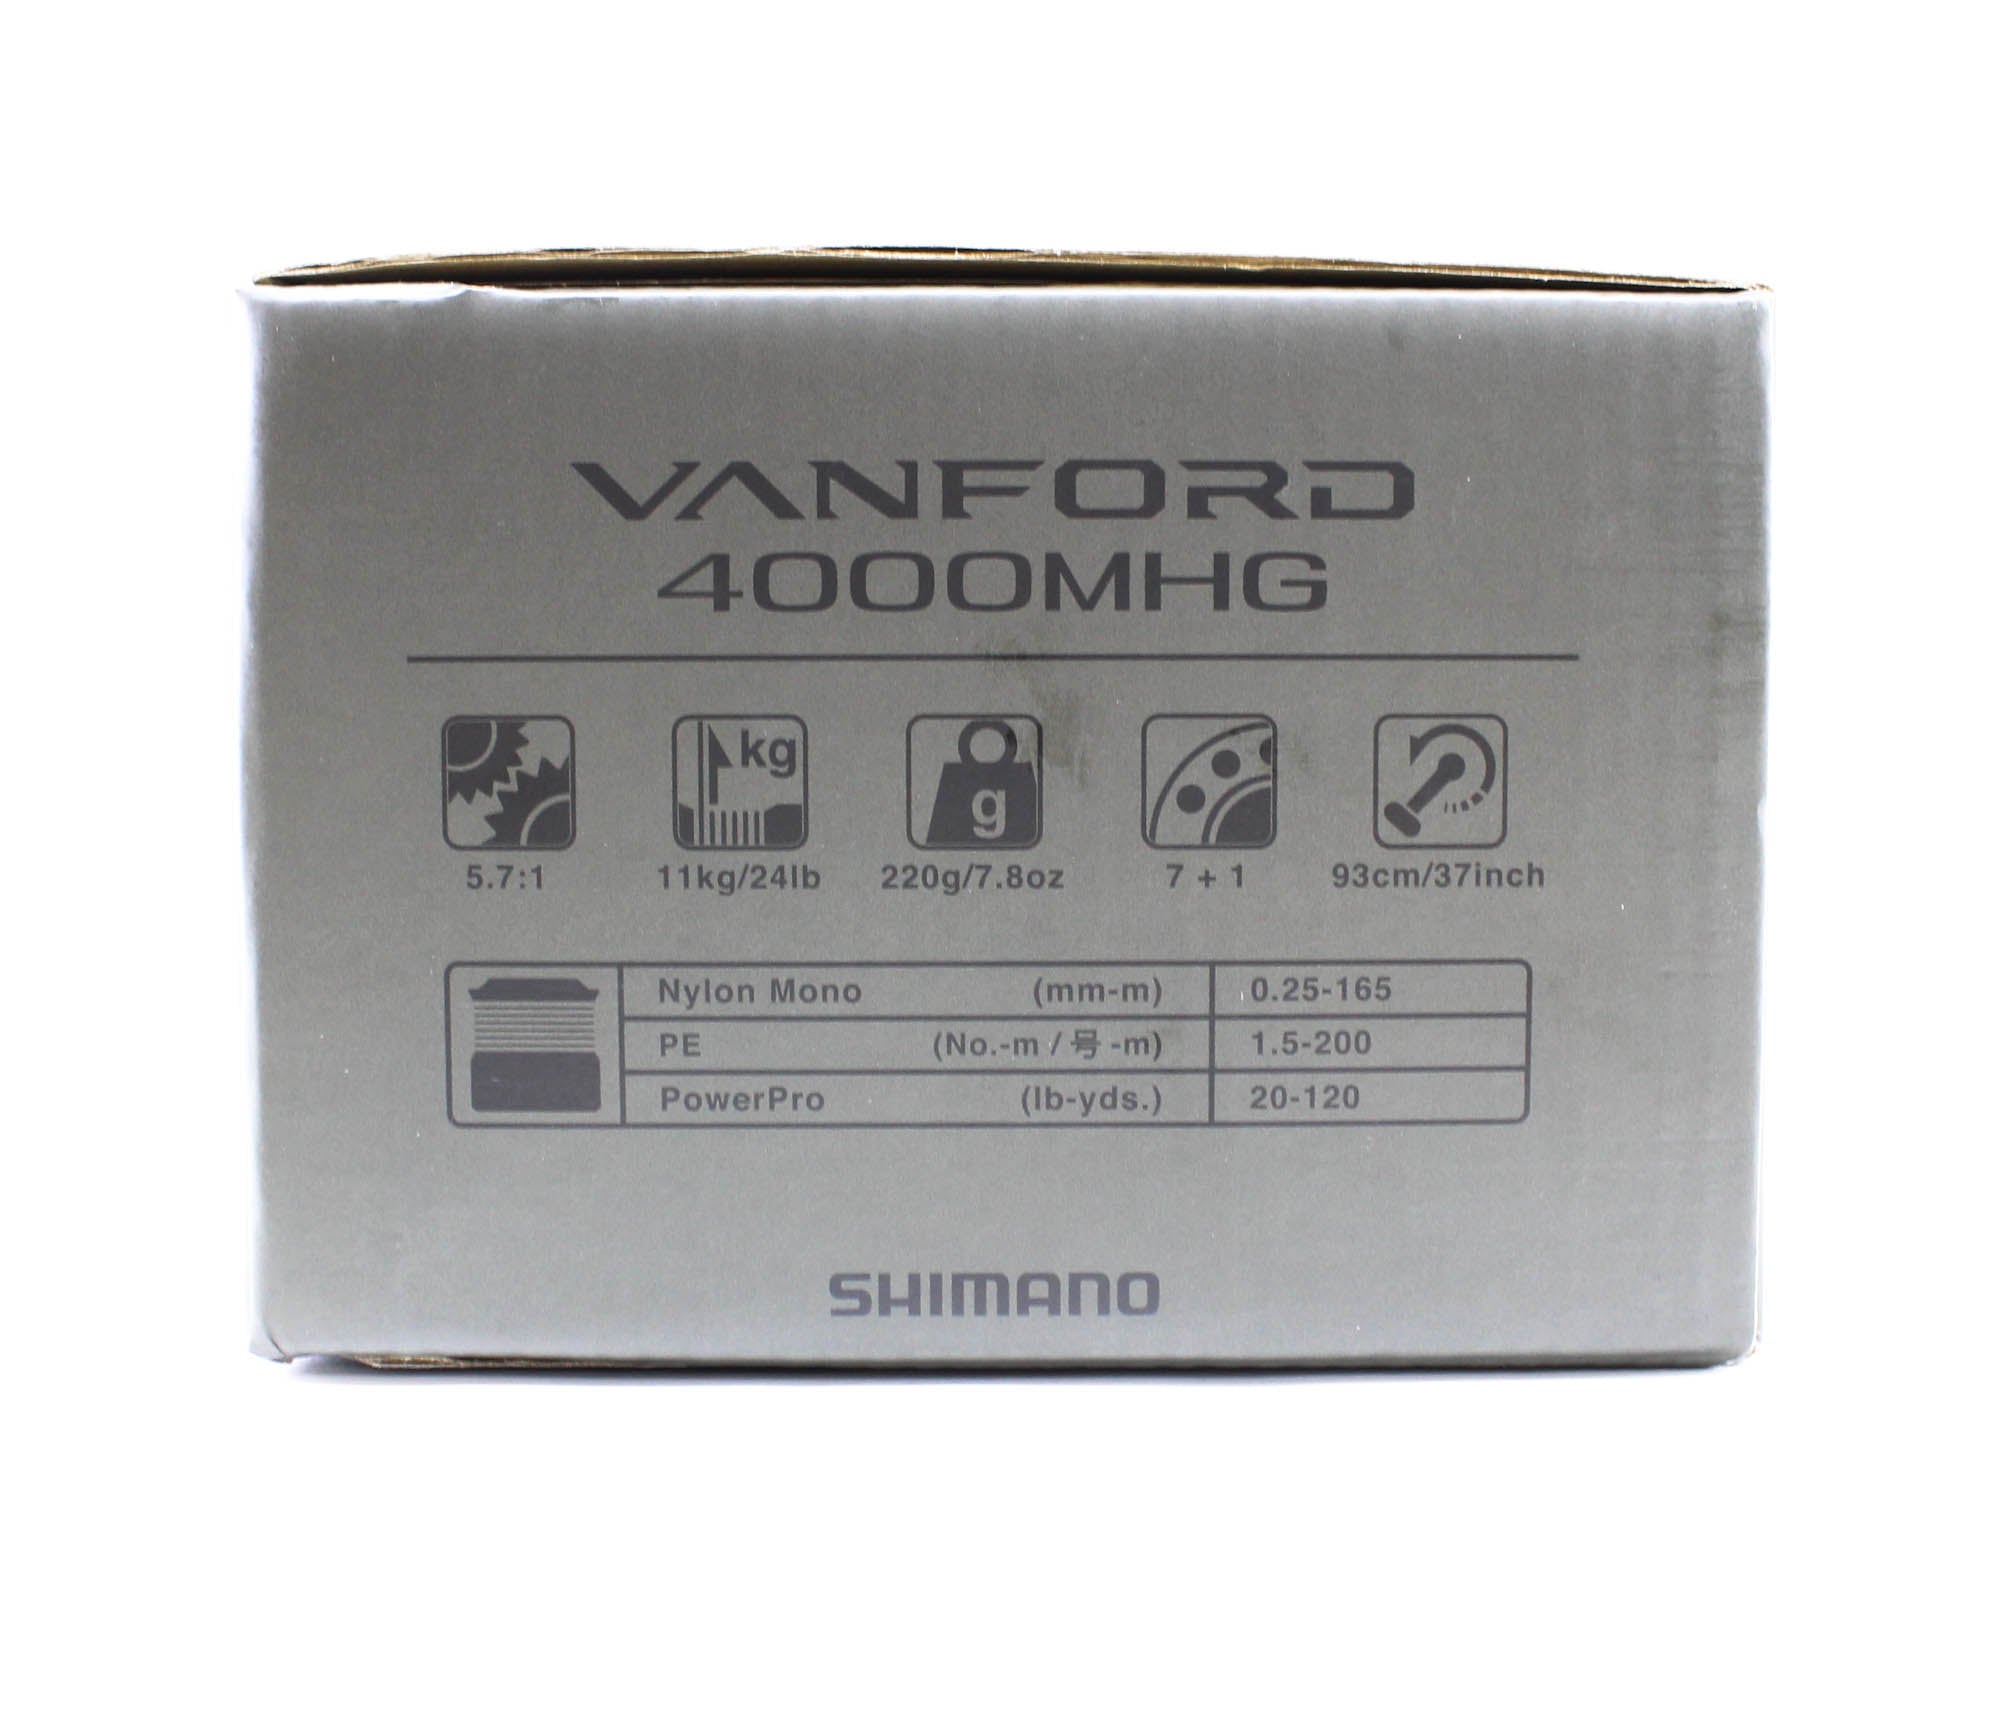 VANFORD
4000MHG
kg
g
5.7:1 11kg/24lb 220g/7.8oz 7 + 1 93cm/37inch
Nylon Mono (mm-m) 0.25-165
PE (No.-m / 号 -m) 1.5-200
PowerPro (lb-yds.) 20-120
SHIMANO